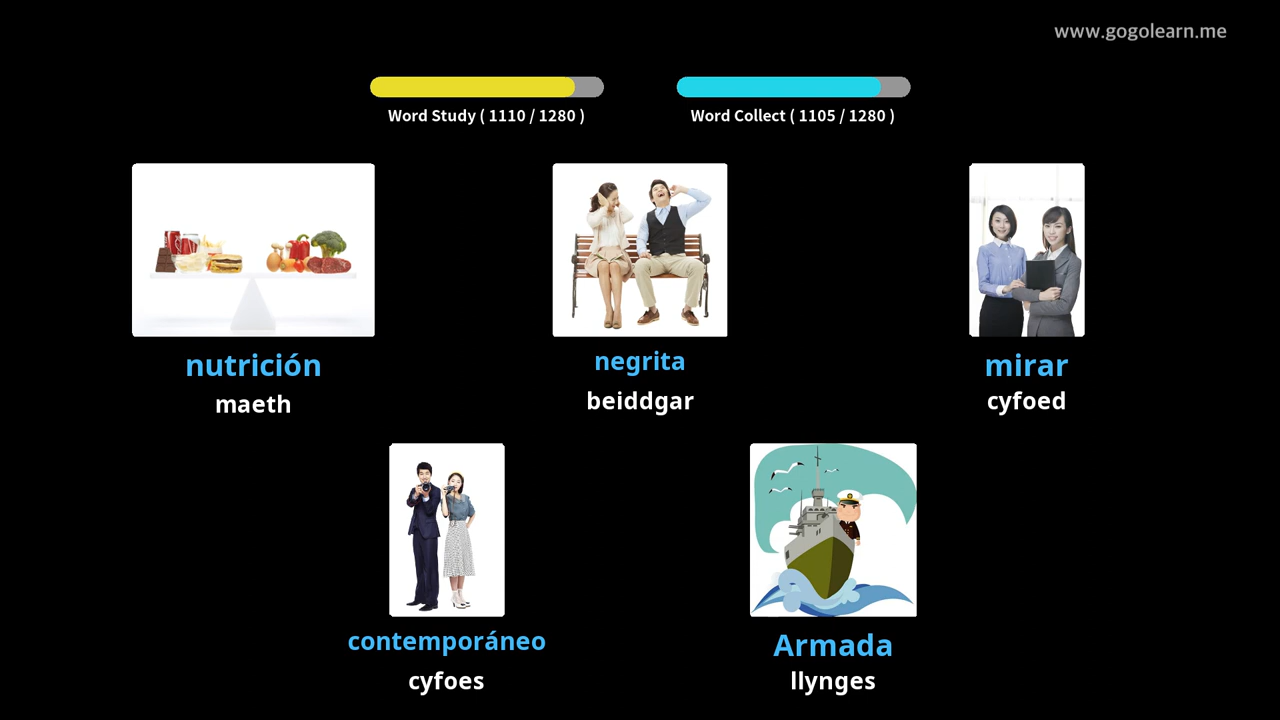 www.gogolearn.me
Word Study ( 1110 / 1280 )
Word Collect ( 1105 / 1280 )
nutrición
maeth
negrita
beiddgar
mirar
cyfoed
contemporáneo
cyfoes
Armada
llynges